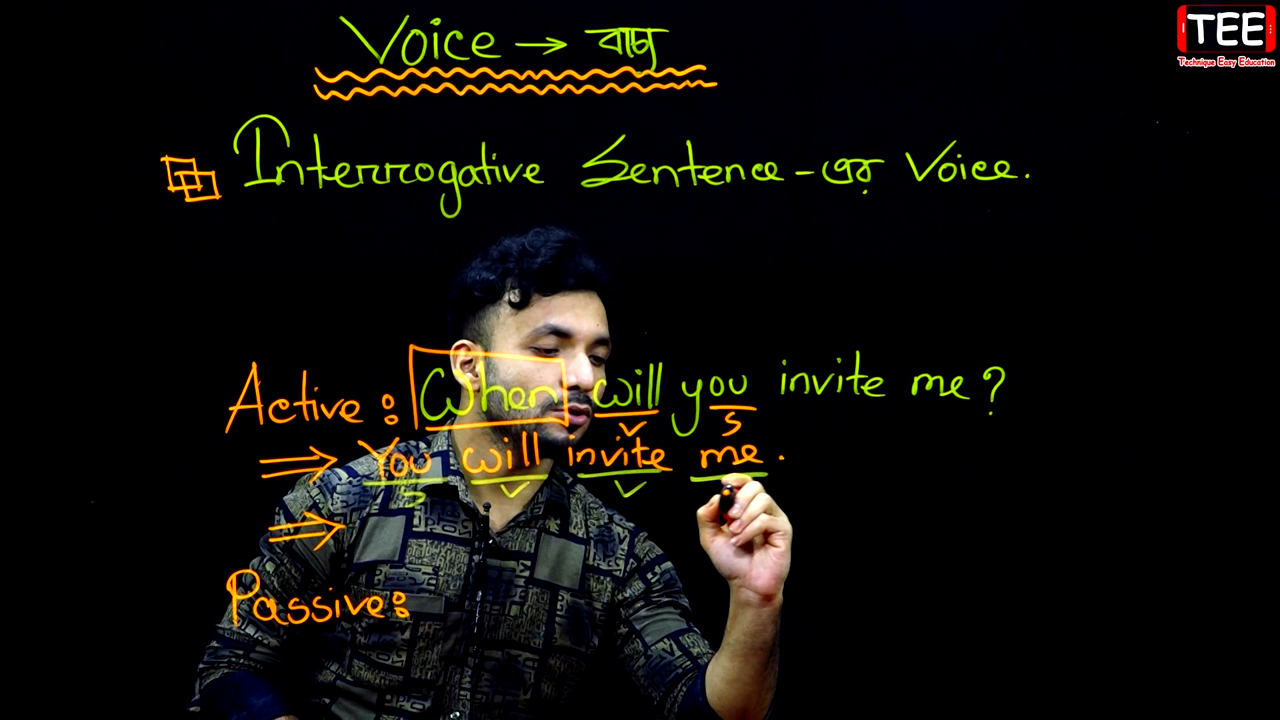 TEE
Technique Easy Education
Voice → বাচ্য
Interrogative Sentence-এর Voice.
Active: When will you invite me?
V S
⇒ You will invite me.
S V V
⇒
Passive: